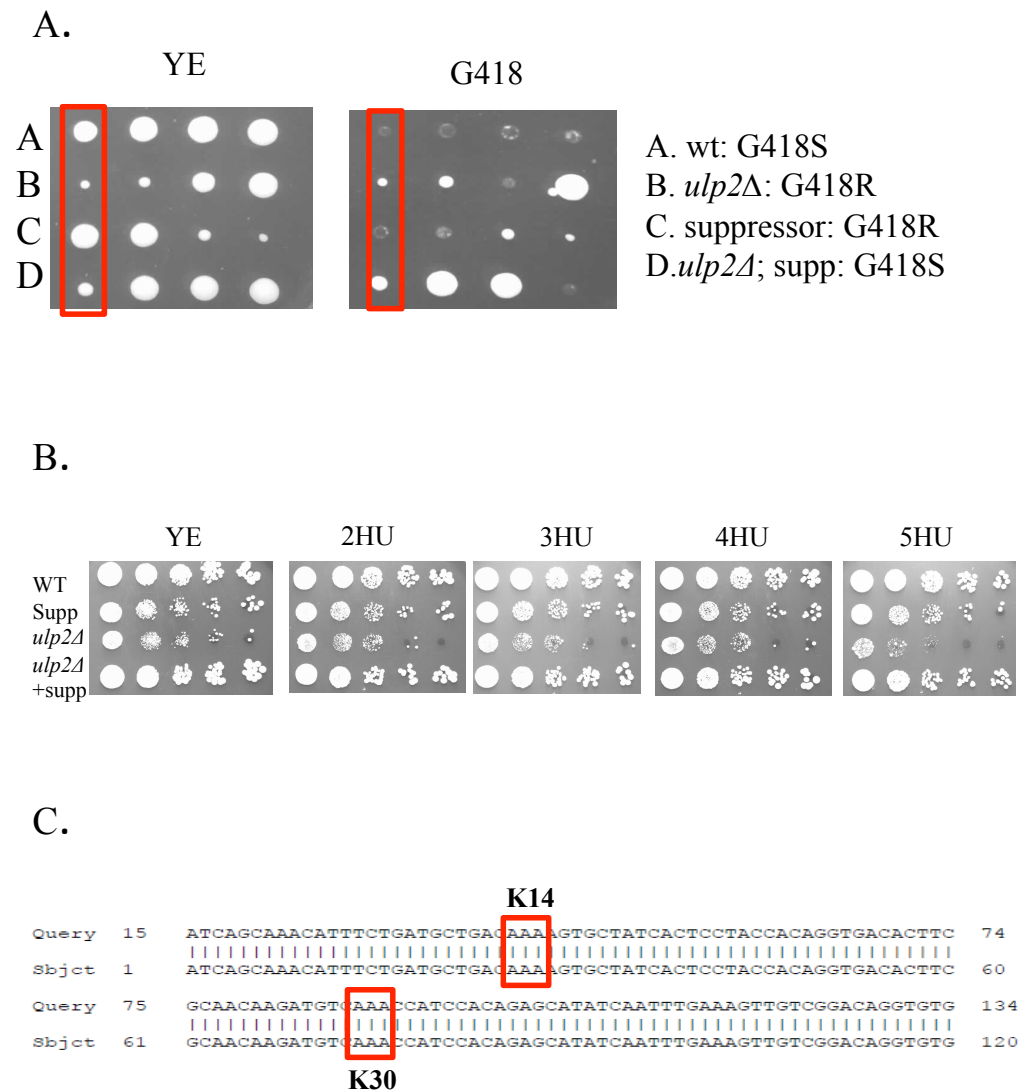 A.
YE G418
A
B
C
D
A. wt: G418S
B. ulp2Δ: G418R
C. suppressor: G418R
D.ulp2Δ; supp: G418S
B.
YE 2HU 3HU 4HU 5HU
WT
Supp
ulp2Δ
ulp2Δ
+supp
C.
K14
Query 15 ATCAGCAAACATTTCTGATGCTGACAAAAGTGCTATCACTCCTACCACAGGTGACACTTC 74
Sbjct 1 ATCAGCAAACATTTCTGATGCTGACAAAAGTGCTATCACTCCTACCACAGGTGACACTTC 60
Query 75 GCAACAAGATGTCAAACCATCCACAGAGCATATCAATTTGAAAGTTGTCGGACAGGTGTG 134
Sbjct 61 GCAACAAGATGTCAAACCATCCACAGAGCATATCAATTTGAAAGTTGTCGGACAGGTGTG 120
K30